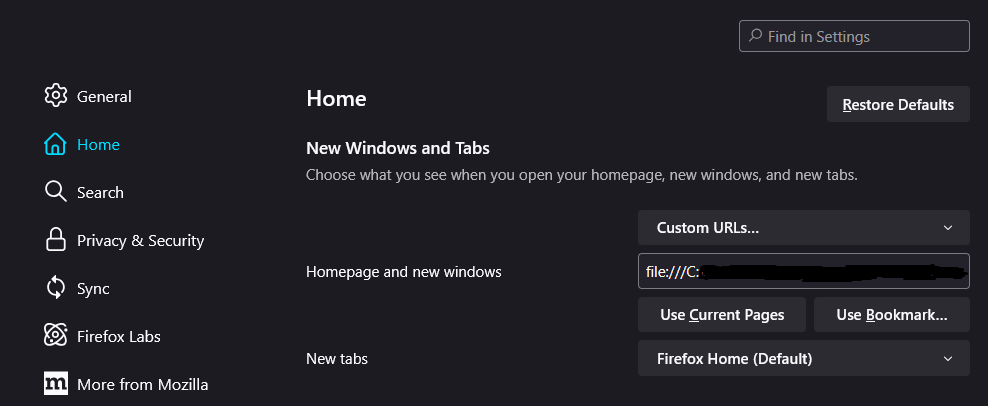 Find in Settings
General
Home
Restore Defaults
Home
New Windows and Tabs
Search
Choose what you see when you open your homepage, new windows, and new tabs.
Custom URLs...
Privacy & Security
Homepage and new windows
file:///C:
Sync
Use Current Pages
Use Bookmark...
Firefox Labs
New tabs
Firefox Home (Default)
m
More from Mozilla